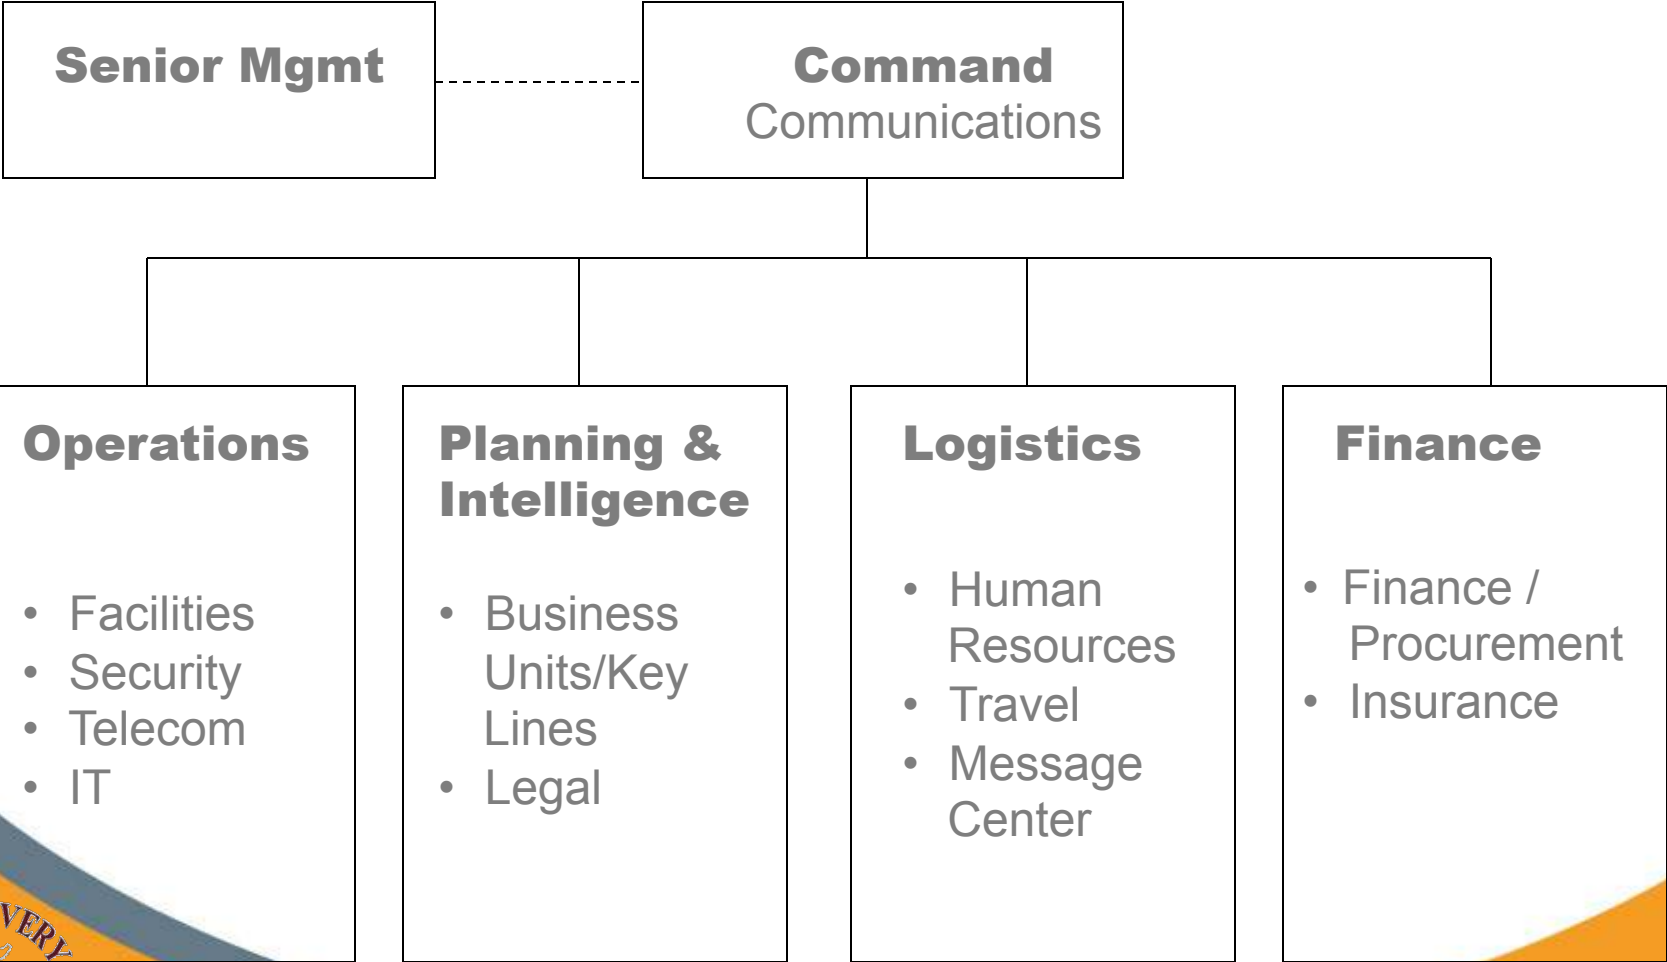 Senior Mgmt
Command
Communications
Operations
• Facilities
• Security
• Telecom
• IT
Planning &
Intelligence
• Business
Units/Key
Lines
• Legal
Logistics
• Human
Resources
• Travel
• Message
Center
Finance
• Finance /
Procurement
• Insurance